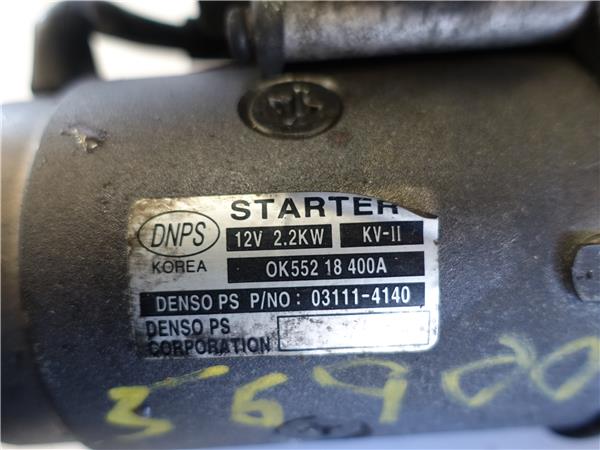 STARTER
DNPS
12V 2.2KW KV-II
KOREA
OK552 18 400A
DENSO PS P/NO : 03111-4140
DENSO PS
CORPORATION